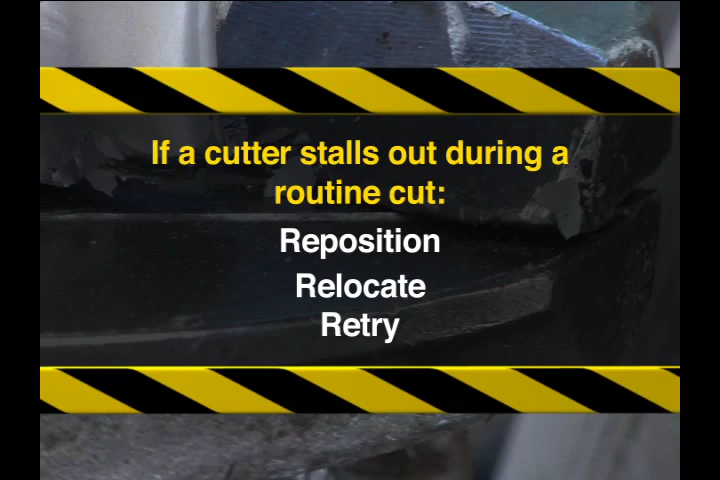 If a cutter stalls out during a
routine cut:
Reposition
Relocate
Retry